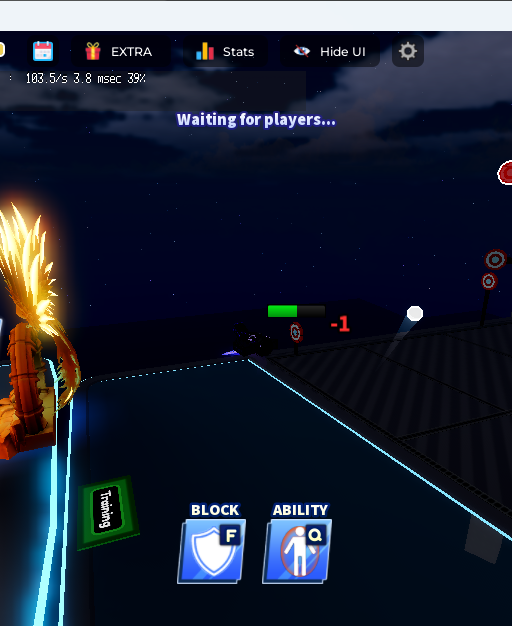 EXTRA
Stats
Hide UI
: 103.5/s 3.8 msec 39%
Waiting for players...
-1
Training
BLOCK
ABILITY
F
Q